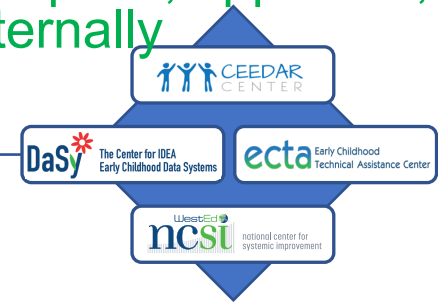 ternally
CEEDAR
CENTER
DaSy The Center for IDEA
Early Childhood Data Systems
ecta Early Childhood
Technical Assistance Center
WestEd
ncsi national center for
systemic improvement